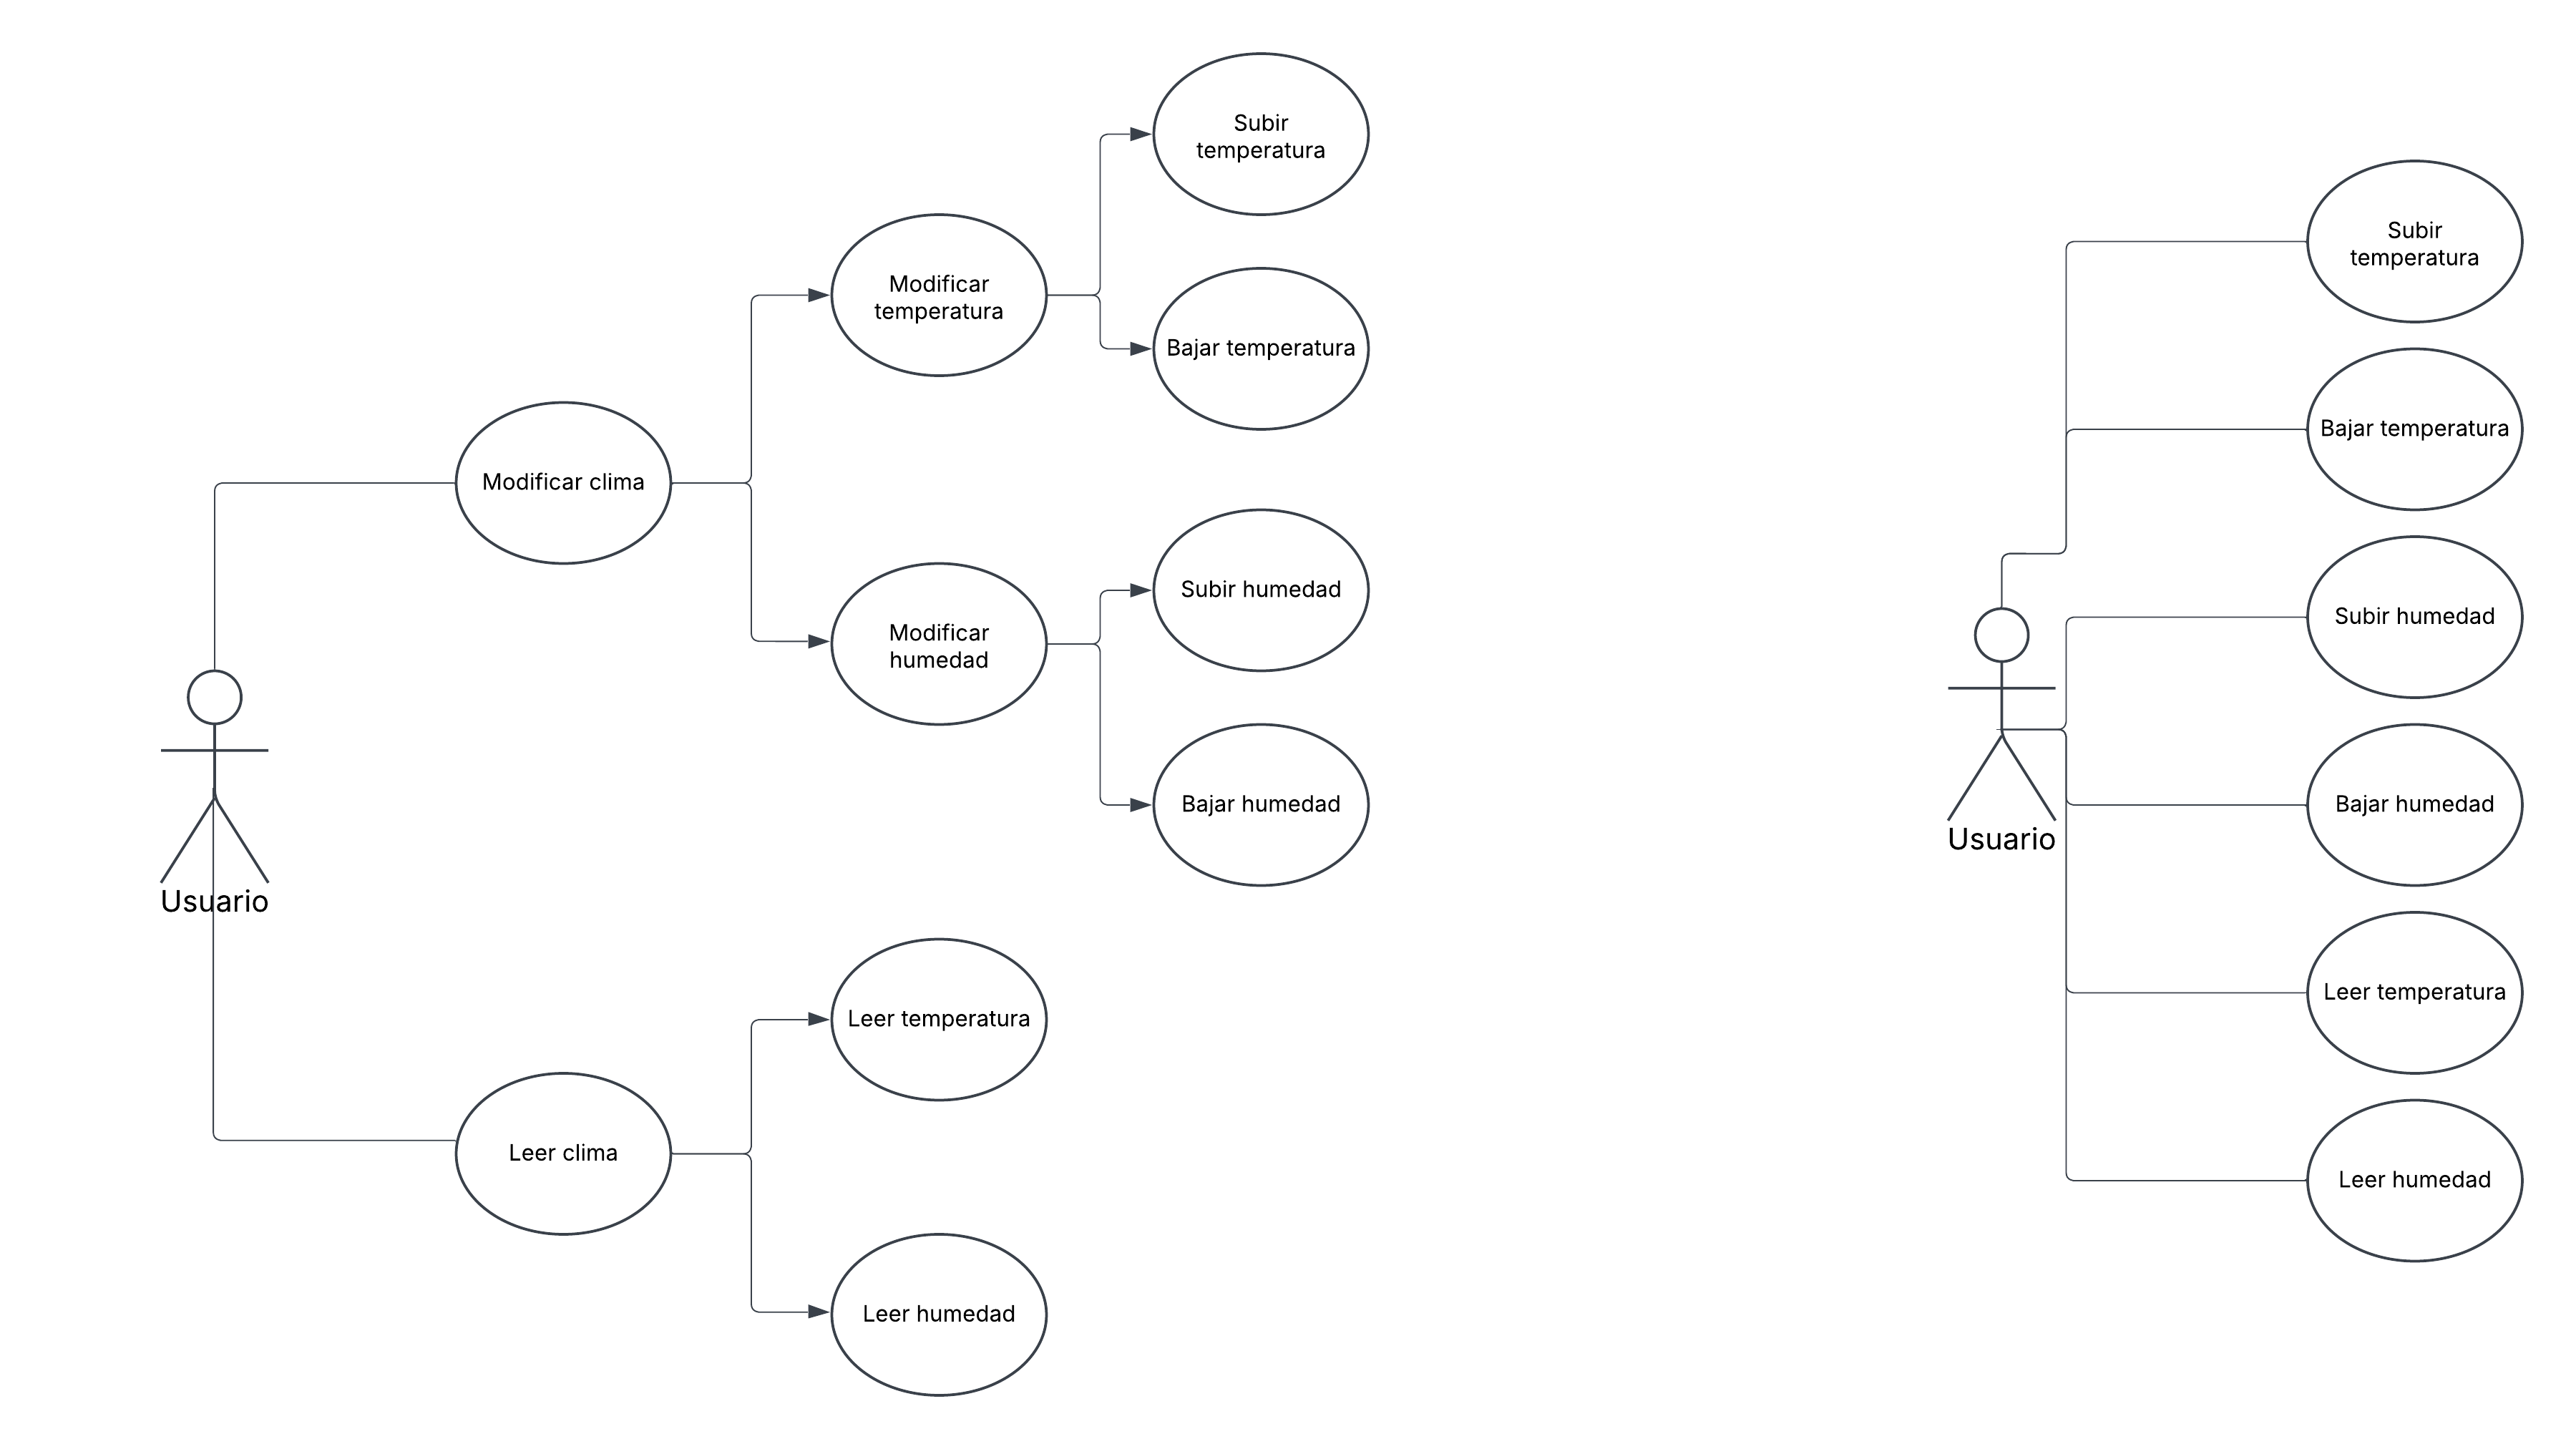 Subir
temperatura
Modificar
temperatura
Bajar temperatura
Modificar clima
Subir humedad
Modificar
humedad
Bajar humedad
Usuario
Leer temperatura
Leer clima
Leer humedad
Subir
temperatura
Bajar temperatura
Subir humedad
Usuario
Bajar humedad
Leer temperatura
Leer humedad